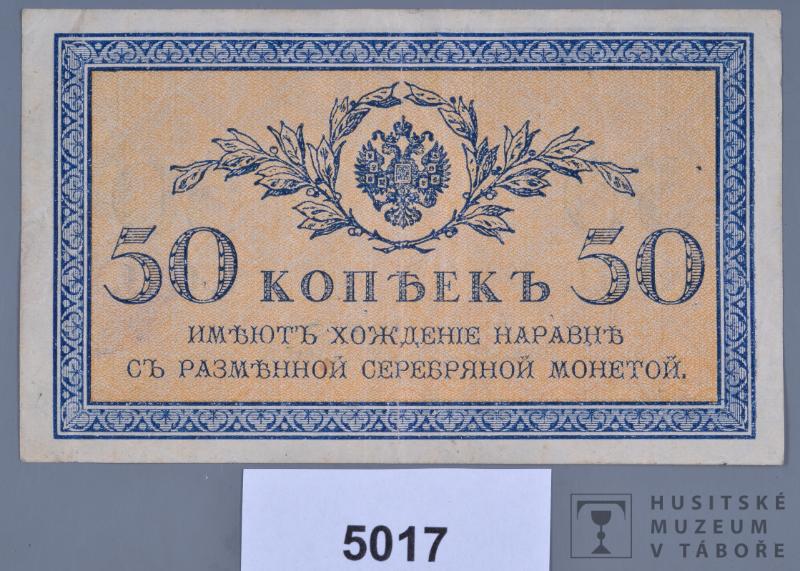 50 КОПѢЕКЪ 50
ИМѢЮТЪ ХОЖДЕНІЕ НАРАВНѢ
СЪ РАЗМѢННОЙ СЕРЕБРЯНОЙ МОНЕТОЙ.
5017
HUSITSKÉ
MUZEUM
V TÁBOŘE